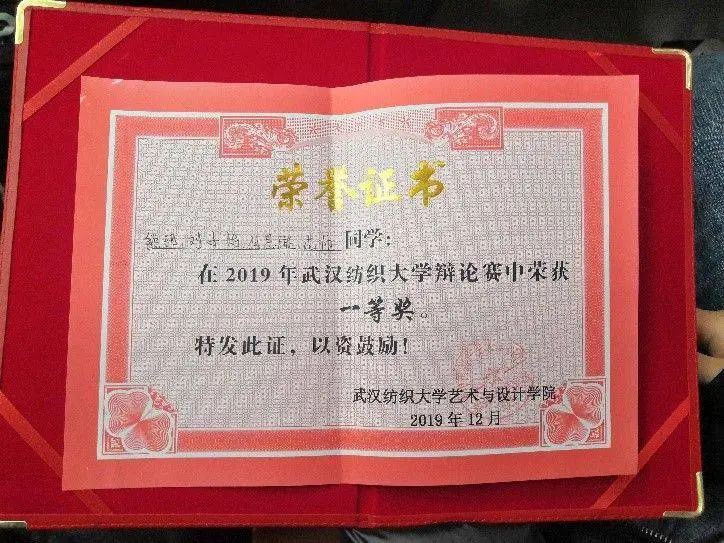 荣誉证书
同学：
在2019年武汉纺织大学辩论赛中荣获
一等奖。
特发此证，以资鼓励！
武汉纺织大学艺术与设计学院
2019年12月